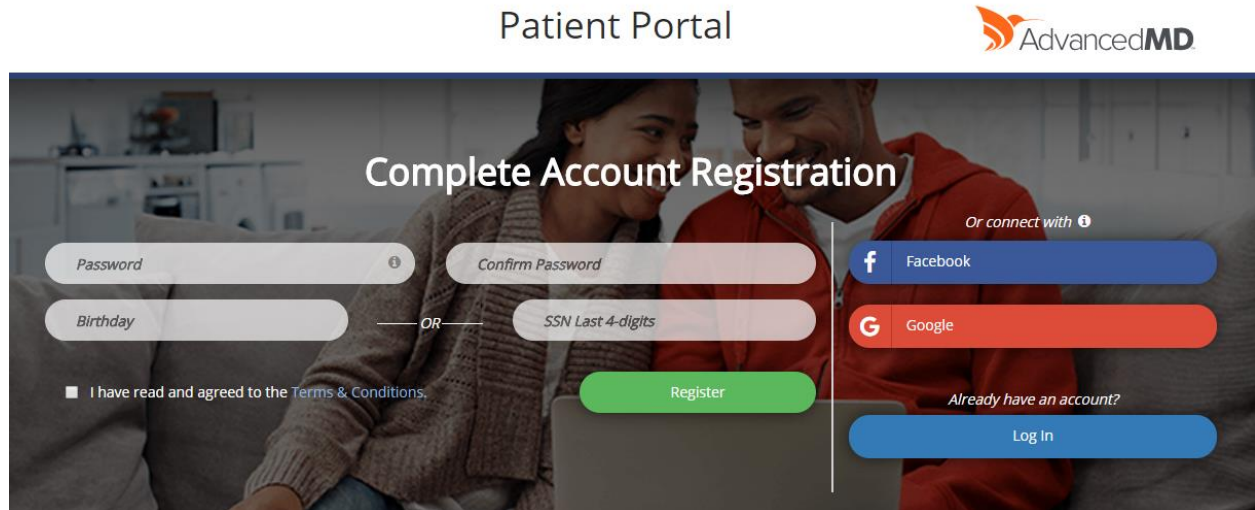 Patient Portal
AdvancedMD
Complete Account Registration
Password
Confirm Password
Birthday
OR
SSN Last 4-digits
I have read and agreed to the Terms & Conditions.
Register
Or connect with
f Facebook
G Google
Already have an account?
Log In